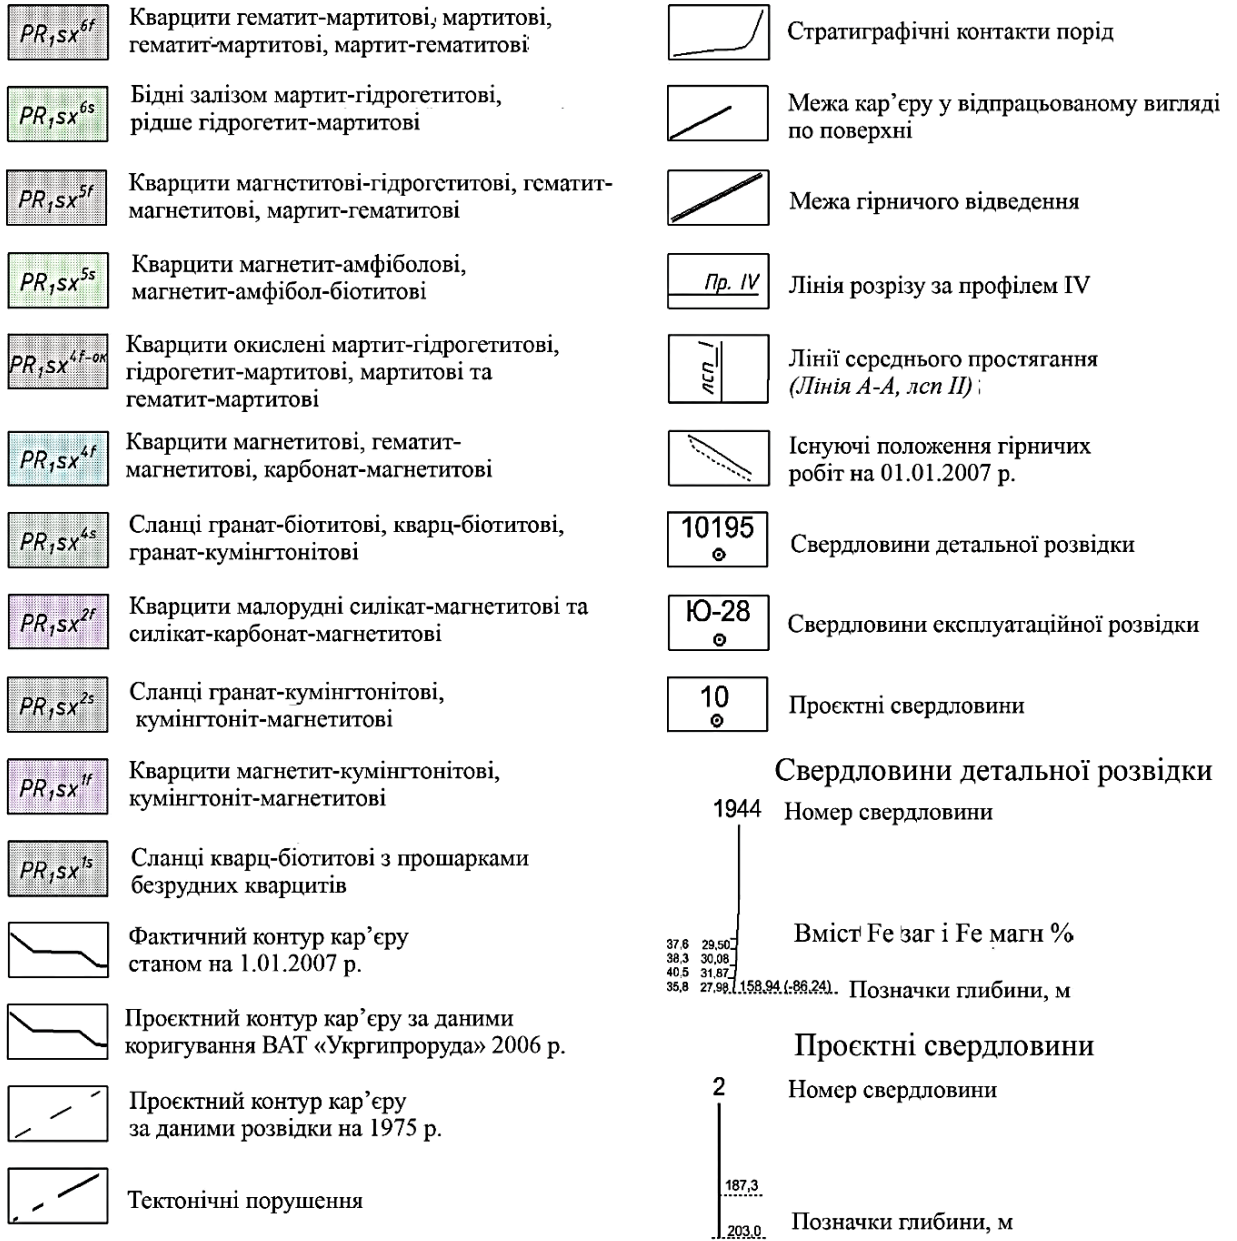 PR₁sx⁶ᶠ
Кварцити гематит-мартитові, мартитові,
гематит-мартитові, мартит-гематитові
PR₁sx⁶ˢ
Бідні залізом мартит-гідрогетитові,
рідше гідрогетит-мартитові
PR₁sx⁵ᶠ
Кварцити магнетитові-гідрогетитові, гематит-
магнетитові, мартит-гематитові
PR₁sx⁵ˢ
Кварцити магнетит-амфіболові,
магнетит-амфібол-біотитові
PR₁sx⁴ᶠ⁻ᵒᵏ
Кварцити окислені мартит-гідрогетитові,
гідрогетит-мартитові, мартитові та
гематит-мартитові
PR₁sx⁴ᶠ
Кварцити магнетитові, гематит-
магнетитові, карбонат-магнетитові
PR₁sx⁴ˢ
Сланці гранат-біотитові, кварц-біотитові,
гранат-кумінгтонітові
PR₁sx²ᶠ
Кварцити малорудні силікат-магнетитові та
силікат-карбонат-магнетитові
PR₁sx²ˢ
Сланці гранат-кумінгтонітові,
кумінгтоніт-магнетитові
PR₁sx¹ᶠ
Кварцити магнетит-кумінгтонітові,
кумінгтоніт-магнетитові
PR₁sx¹ˢ
Сланці кварц-біотитові з прошарками
безрудних кварцитів
Фактичний контур кар’єру
станом на 1.01.2007 р.
Проєктний контур кар’єру за даними
коригування ВАТ «Укргипроруда» 2006 р.
Проєктний контур кар’єру
за даними розвідки на 1975 р.
Тектонічні порушення
Стратиграфічні контакти порід
Межа кар’єру у відпрацьованому вигляді
по поверхні
Межа гірничого відведення
Пр. IV
Лінія розрізу за профілем IV
лсп I
Лінії середнього простягання
(Лінія А-А, лсп II)
Існуючі положення гірничих
робіт на 01.01.2007 р.
10195
Свердловини детальної розвідки
Ю-28
Свердловини експлуатаційної розвідки
10
Проєктні свердловини
Свердловини детальної розвідки
1944 Номер свердловини
Вміст Fe заг і Fe магн %
37,6 29,50
38,3 30,08
40,5 31,87
35,8 27,98 158,94 (-86,24) Позначки глибини, м
Проєктні свердловини
2 Номер свердловини
187,3
203,0 Позначки глибини, м